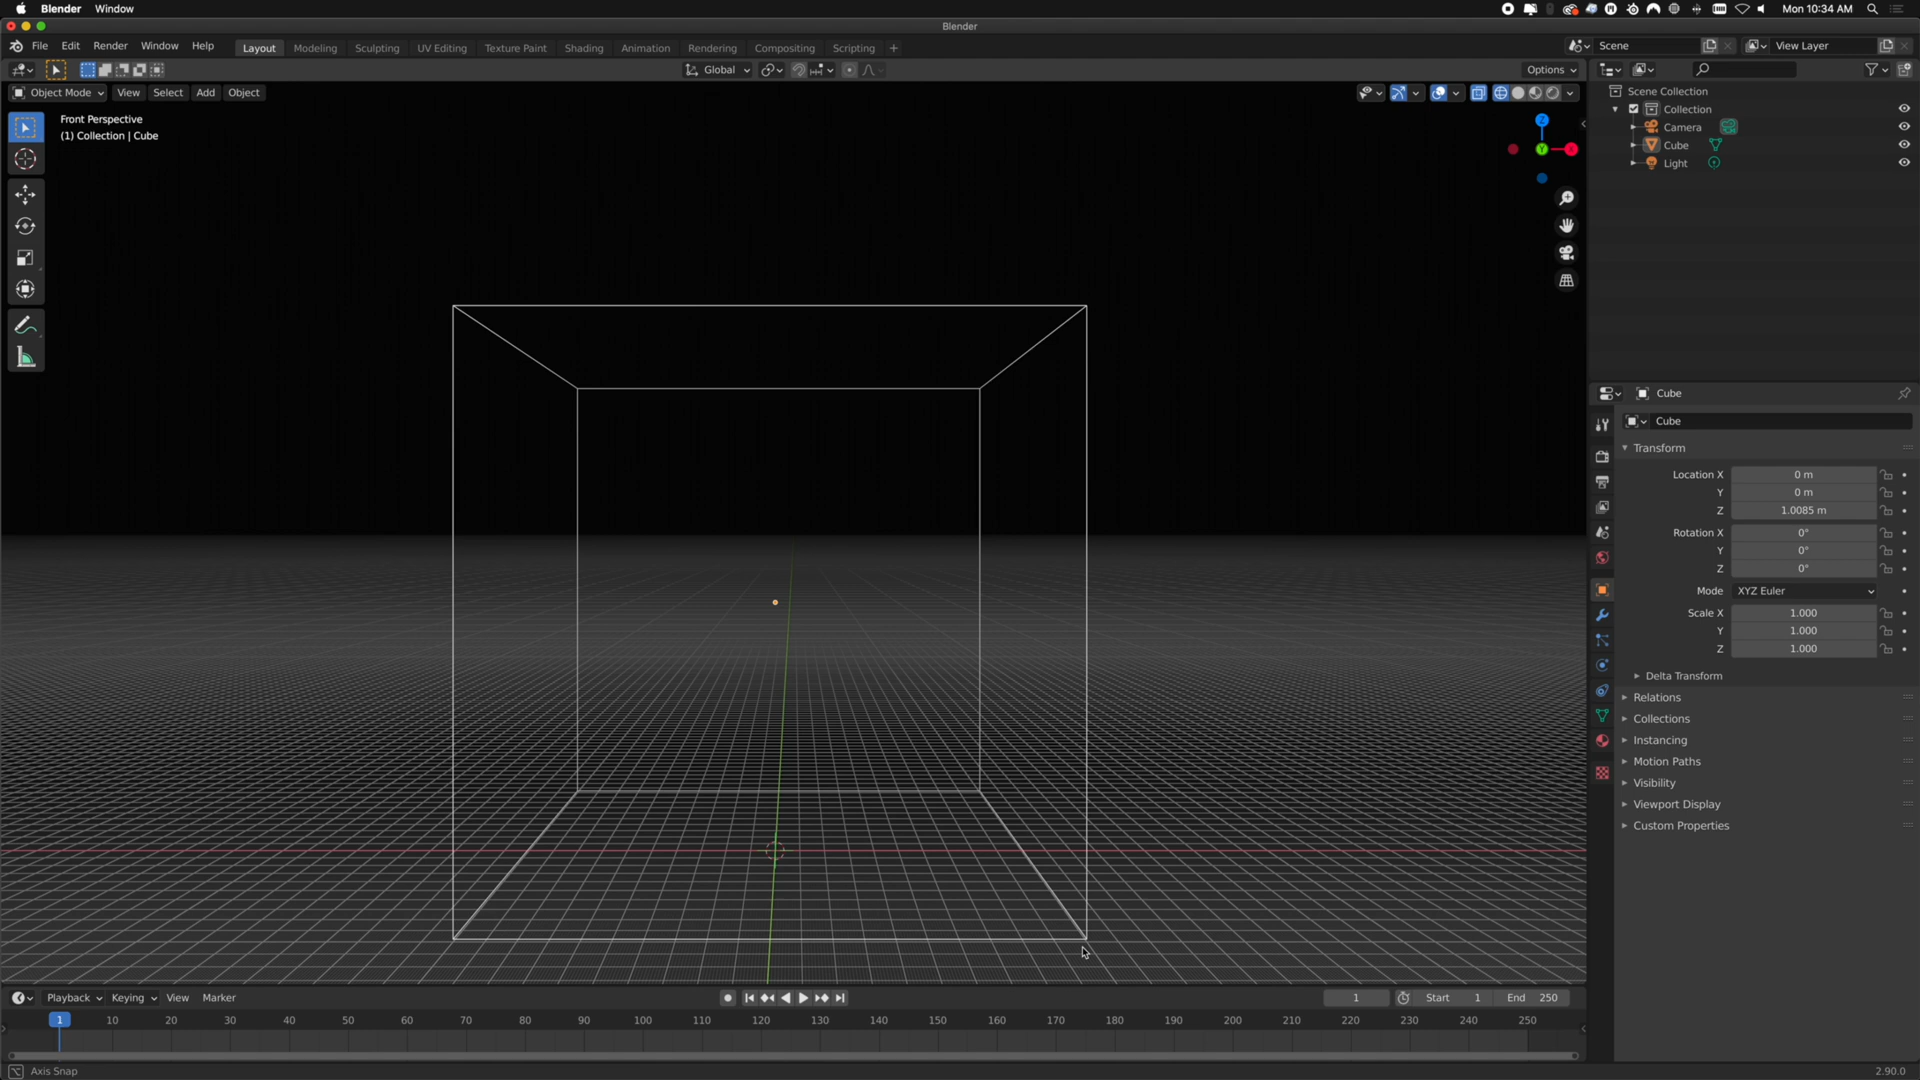 Blender Window
Mon 10:34 AM
Blender
File Edit Render Window Help
Layout Modeling Sculpting UV Editing Texture Paint Shading Animation Rendering Compositing Scripting +
Scene
View Layer
Global
Options
Object Mode View Select Add Object
Front Perspective
(1) Collection | Cube
Z
Y
X
Scene Collection
Collection
Camera
Cube
Light
Cube
Cube
Transform
Location X 0 m
Y 0 m
Z 1.0085 m
Rotation X 0°
Y 0°
Z 0°
Mode XYZ Euler
Scale X 1.000
Y 1.000
Z 1.000
Delta Transform
Relations
Collections
Instancing
Motion Paths
Visibility
Viewport Display
Custom Properties
Playback Keying View Marker
1 Start 1 End 250
1 10 20 30 40 50 60 70 80 90 100 110 120 130 140 150 160 170 180 190 200 210 220 230 240 250
Axis Snap
2.90.0